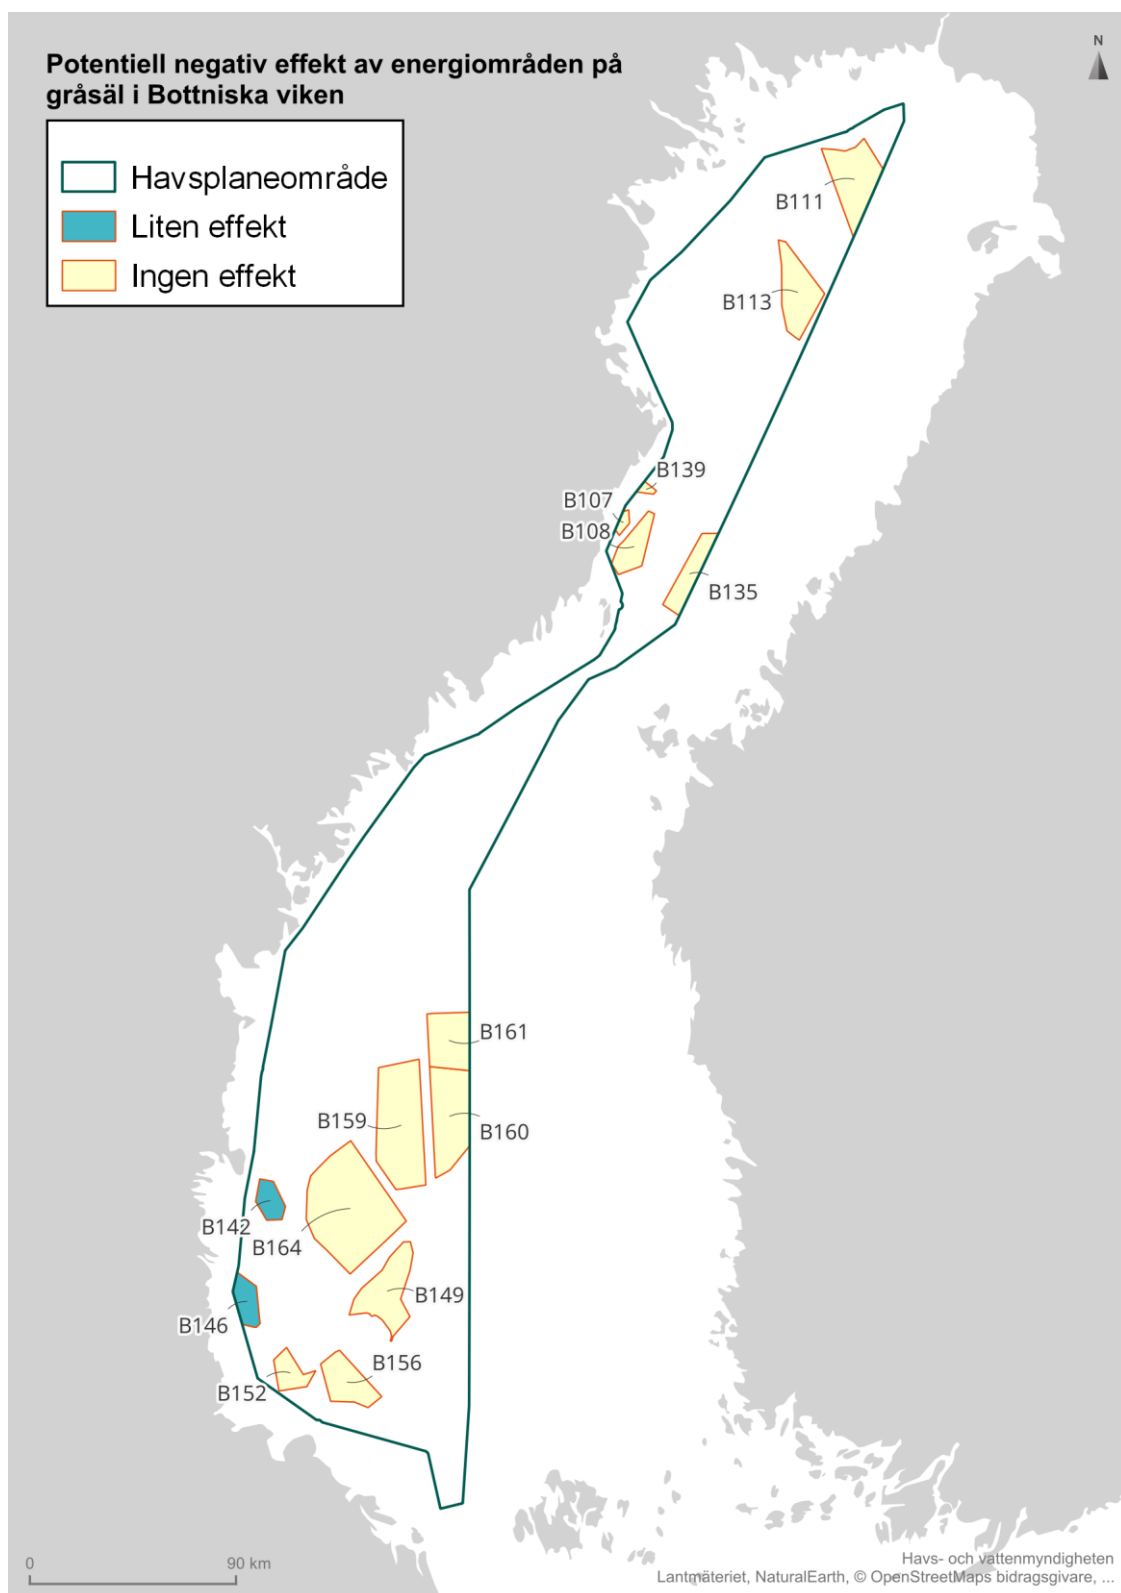 Potentiell negativ effekt av energiområden på
gråsäl i Bottniska viken
Havsplaneområde
Liten effekt
Ingen effekt
N
B111
B113
B139
B107
B108
B135
B161
B159
B160
B142
B164
B149
B146
B156
B152
0 90 km
Havs- och vattenmyndigheten
Lantmäteriet, NaturalEarth, © OpenStreetMaps bidragsgivare, ...